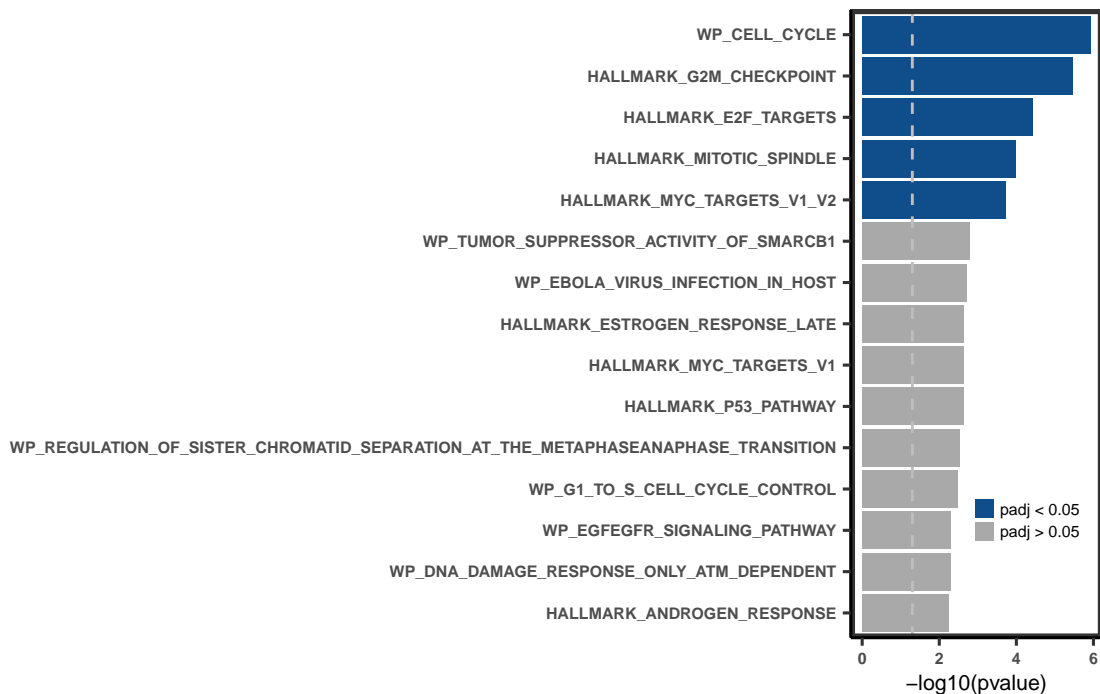 WP_CELL_CYCLE
HALLMARK_G2M_CHECKPOINT
HALLMARK_E2F_TARGETS
HALLMARK_MITOTIC_SPINDLE
HALLMARK_MYC_TARGETS_V1_V2
WP_TUMOR_SUPPRESSOR_ACTIVITY_OF_SMARCB1
WP_EBOLA_VIRUS_INFECTION_IN_HOST
HALLMARK_ESTROGEN_RESPONSE_LATE
HALLMARK_MYC_TARGETS_V1
HALLMARK_P53_PATHWAY
WP_REGULATION_OF_SISTER_CHROMATID_SEPARATION_AT_THE_METAPHASEANAPHASE_TRANSITION
WP_G1_TO_S_CELL_CYCLE_CONTROL
WP_EGFEGFR_SIGNALING_PATHWAY
WP_DNA_DAMAGE_RESPONSE_ONLY_ATM_DEPENDENT
HALLMARK_ANDROGEN_RESPONSE
padj < 0.05
padj > 0.05
0 2 4 6
−log10(pvalue)